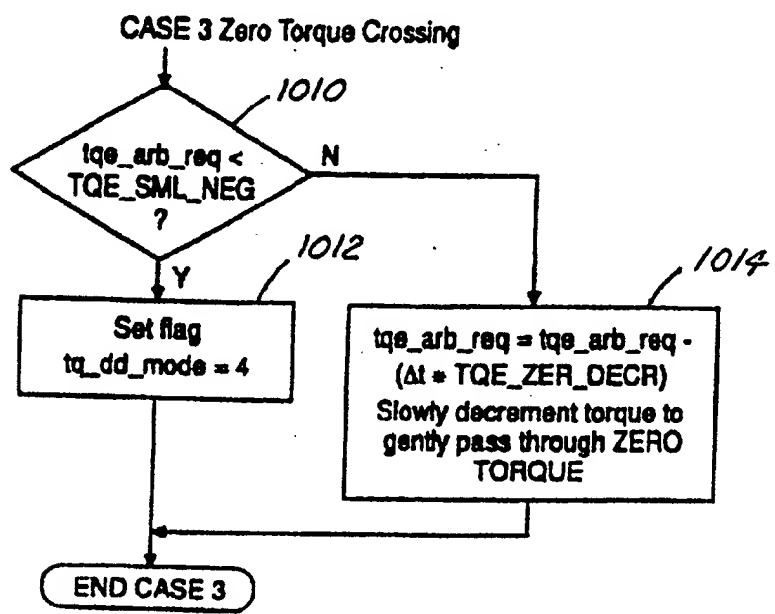 CASE 3 Zero Torque Crossing
1010
tqe_arb_req <
TQE_SML_NEG
?
N
Y
1012
Set flag
tq_dd_mode = 4
1014
tqe_arb_req = tqe_arb_req -
(Δt * TQE_ZER_DECR)
Slowly decrement torque to
gently pass through ZERO
TORQUE
END CASE 3